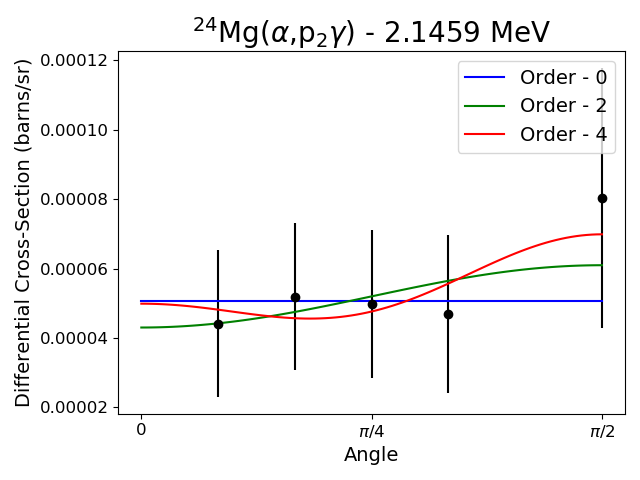 ²⁴Mg(α,p₂γ) - 2.1459 MeV
Differential Cross-Section (barns/sr)
0.00012
0.00010
0.00008
0.00006
0.00004
0.00002
Order - 0
Order - 2
Order - 4
0
π/4
π/2
Angle